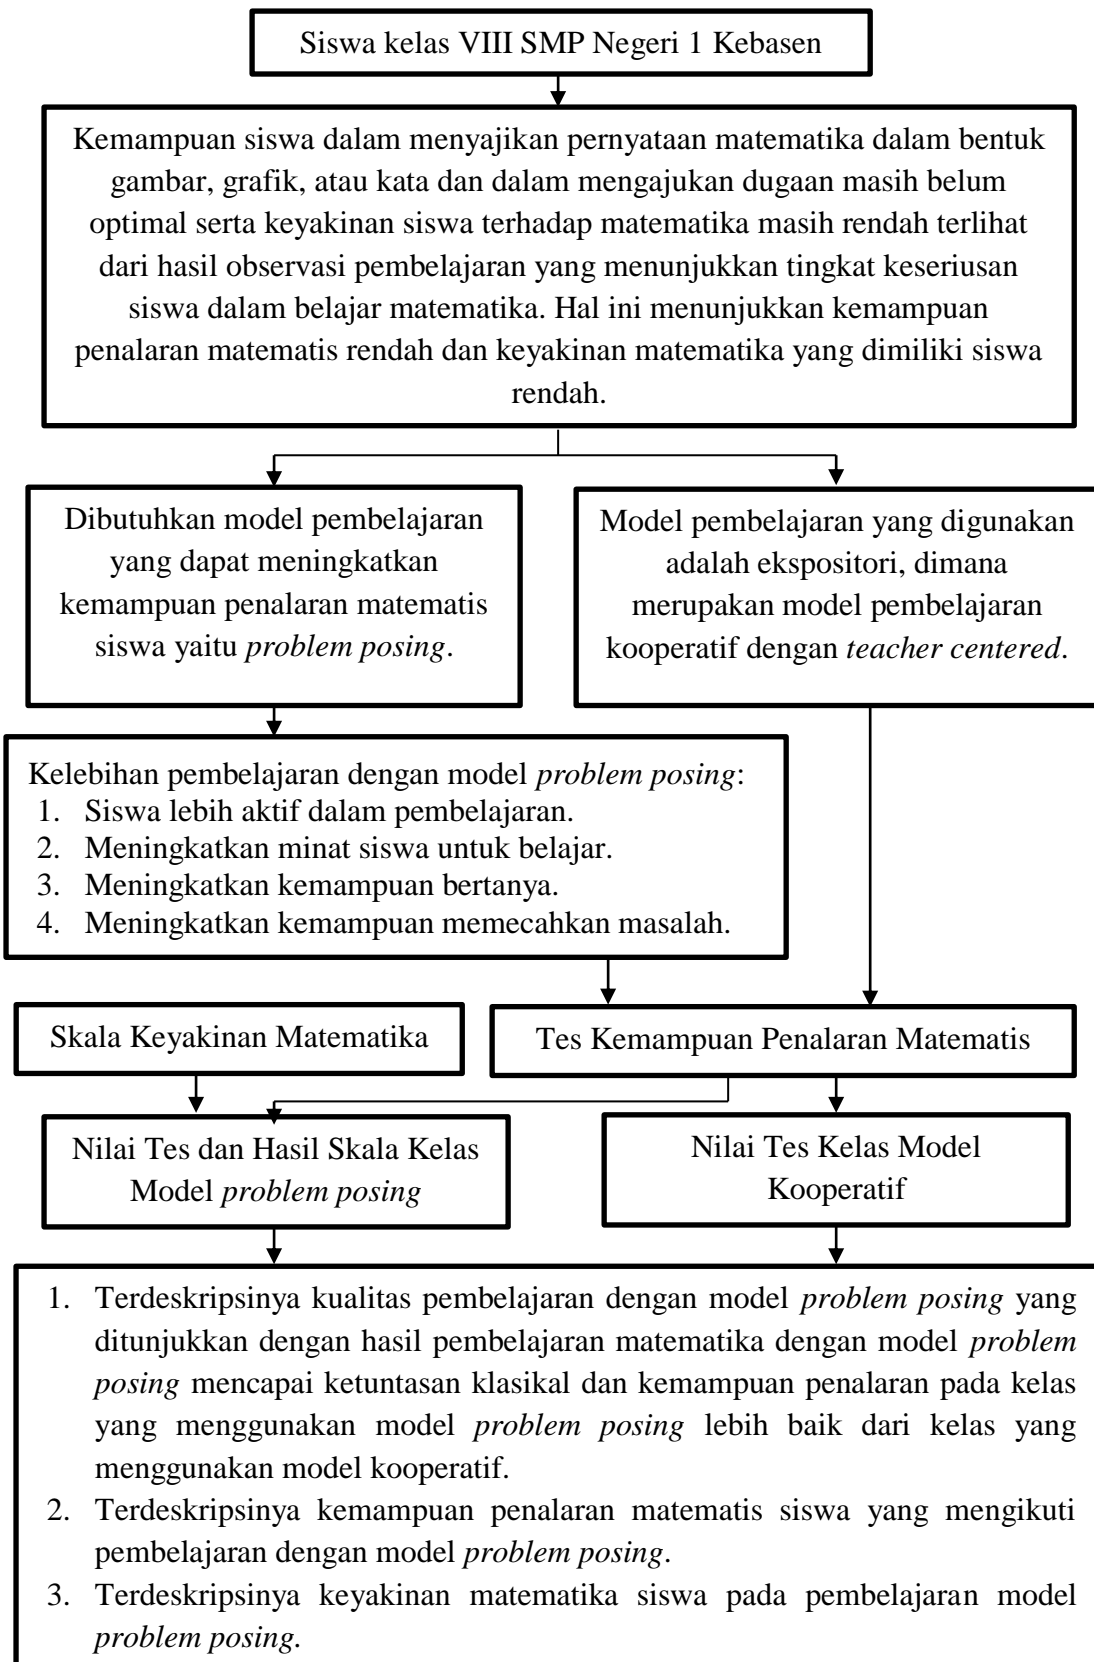 Siswa kelas VIII SMP Negeri 1 Kebasen
Kemampuan siswa dalam menyajikan pernyataan matematika dalam bentuk
gambar, grafik, atau kata dan dalam mengajukan dugaan masih belum
optimal serta keyakinan siswa terhadap matematika masih rendah terlihat
dari hasil observasi pembelajaran yang menunjukkan tingkat keseriusan
siswa dalam belajar matematika. Hal ini menunjukkan kemampuan
penalaran matematis rendah dan keyakinan matematika yang dimiliki siswa
rendah.
Dibutuhkan model pembelajaran
yang dapat meningkatkan
kemampuan penalaran matematis
siswa yaitu problem posing.
Model pembelajaran yang digunakan
adalah ekspositori, dimana
merupakan model pembelajaran
kooperatif dengan teacher centered.
Kelebihan pembelajaran dengan model problem posing:
1. Siswa lebih aktif dalam pembelajaran.
2. Meningkatkan minat siswa untuk belajar.
3. Meningkatkan kemampuan bertanya.
4. Meningkatkan kemampuan memecahkan masalah.
Skala Keyakinan Matematika
Tes Kemampuan Penalaran Matematis
Nilai Tes dan Hasil Skala Kelas
Model problem posing
Nilai Tes Kelas Model
Kooperatif
1. Terdeskripsinya kualitas pembelajaran dengan model problem posing yang
ditunjukkan dengan hasil pembelajaran matematika dengan model problem
posing mencapai ketuntasan klasikal dan kemampuan penalaran pada kelas
yang menggunakan model problem posing lebih baik dari kelas yang
menggunakan model kooperatif.
2. Terdeskripsinya kemampuan penalaran matematis siswa yang mengikuti
pembelajaran dengan model problem posing.
3. Terdeskripsinya keyakinan matematika siswa pada pembelajaran model
problem posing.